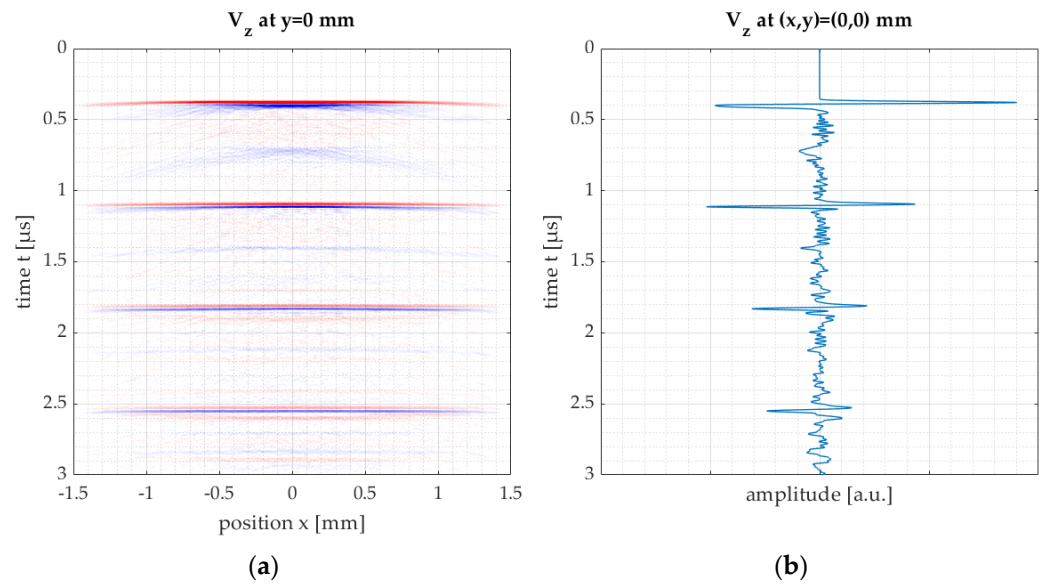 V_z at y=0 mm
0
0.5
1
1.5
2
2.5
3
time t [µs]
-1.5 -1 -0.5 0 0.5 1 1.5
position x [mm]
(a)
V_z at (x,y)=(0,0) mm
0
0.5
1
1.5
2
2.5
3
time t [µs]
amplitude [a.u.]
(b)